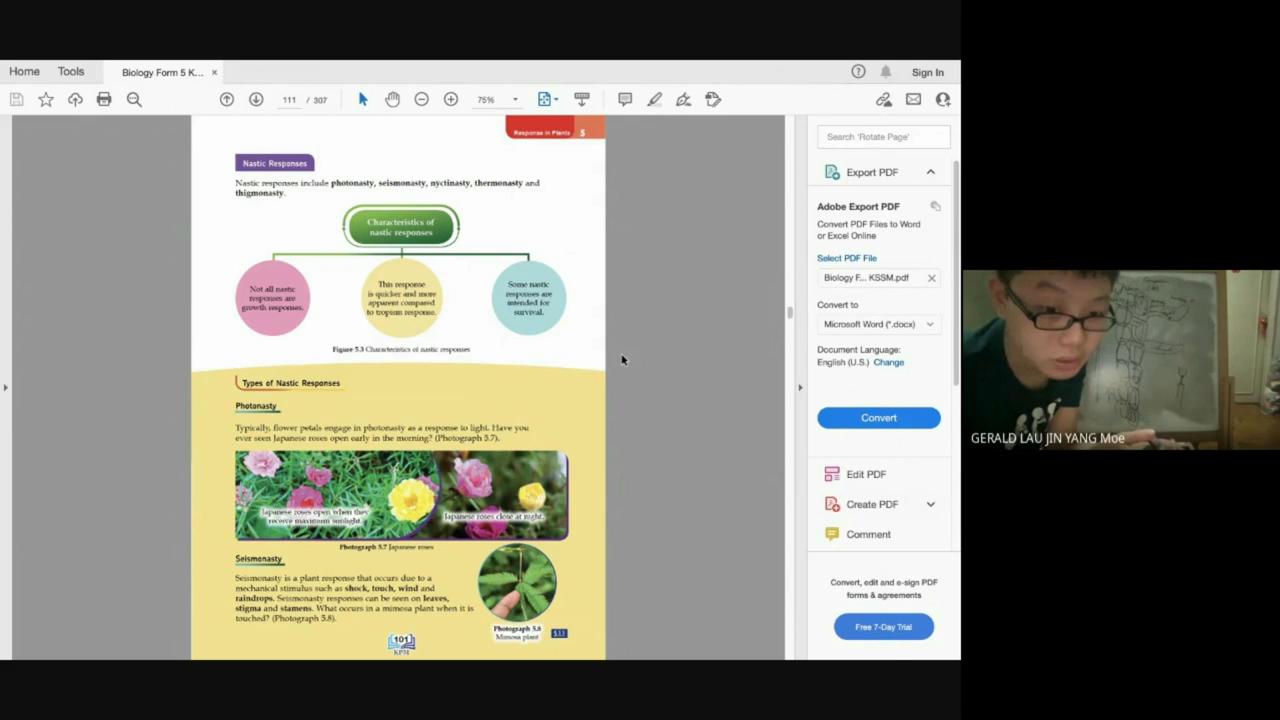 Home
Tools
Biology Form 5 K... ×
Sign In
111 / 307
75%
Response in Plants 5
Nastic Responses
Nastic responses include photonasty, seismonasty, nyctinasty, thermonasty and
thigmonasty.
Characteristics of
nastic responses
Not all nastic
responses are
growth responses.
This response
is quicker and more
apparent compared
to tropism response.
Some nastic
responses are
intended for
survival.
Figure 5.3 Characteristics of nastic responses
Types of Nastic Responses
Photonasty
Typically, flower petals engage in photonasty as a response to light. Have you
ever seen Japanese roses open early in the morning? (Photograph 5.7).
Japanese roses open when they
receive maximum sunlight.
Japanese roses close at night.
Photograph 5.7 Japanese roses
Seismonasty
Seismonasty is a plant response that occurs due to a
mechanical stimulus such as shock, touch, wind and
raindrops. Seismonasty responses can be seen on leaves,
stigma and stamens. What occurs in a mimosa plant when it is
touched? (Photograph 5.8).
Photograph 5.8
Mimosa plant
101
KPM
Search 'Rotate Page'
Export PDF
Adobe Export PDF
Convert PDF Files to Word
or Excel Online
Select PDF File
Biology F... KSSM.pdf
Convert to
Microsoft Word (*.docx)
Document Language:
English (U.S.) Change
Convert
Edit PDF
Create PDF
Comment
Convert, edit and e-sign PDF
forms & agreements
Free 7-Day Trial
GERALD LAU JIN YANG Moe